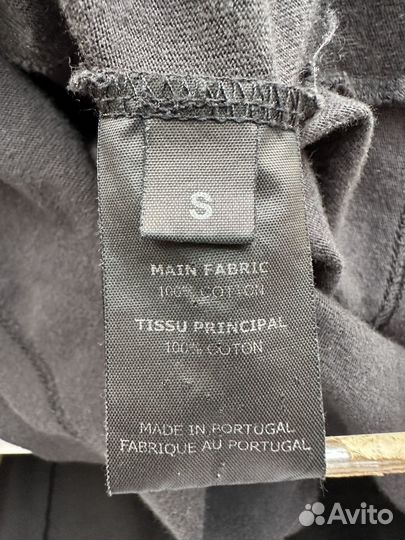 S
MAIN FABRIC
100% COTTON
TISSU PRINCIPAL
100% COTON
MADE IN PORTUGAL
FABRIQUE AU PORTUGAL
Avito